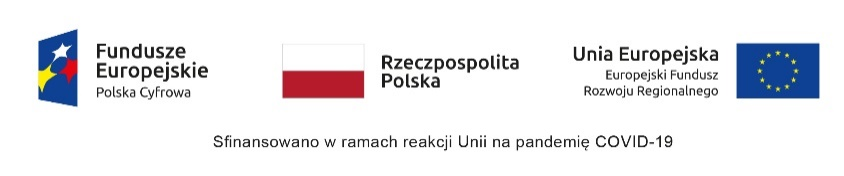 Fundusze
Europejskie
Polska Cyfrowa
Rzeczpospolita
Polska
Unia Europejska
Europejski Fundusz
Rozwoju Regionalnego
Sfinansowano w ramach reakcji Unii na pandemię COVID-19